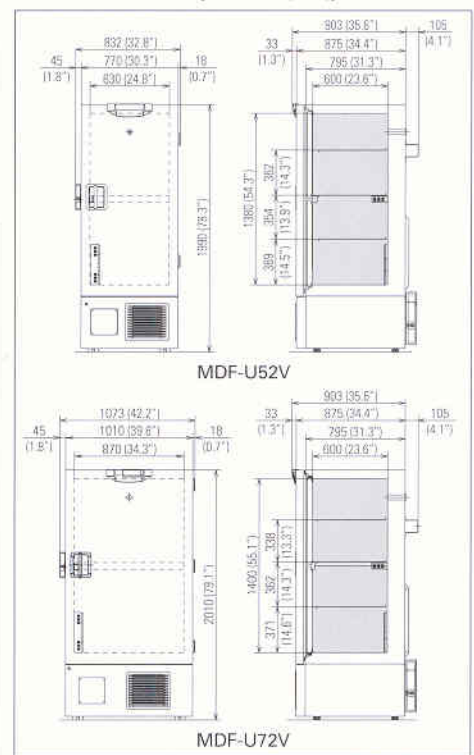 832 (32.8")
45 770 (30.3") 18
(1.8") (0.7")
630 (24.8")
1990 (78.3")
903 (35.6") 105
33 875 (34.4") (4.1")
(1.3") 795 (31.3")
600 (23.6")
1380 (54.3")
362
(14.3")
354
(13.9")
369
(14.5")
MDF-U52V
1073 (42.2")
45 1010 (39.6") 18
(1.8") (0.7")
870 (34.3")
2010 (79.1")
903 (35.6") 105
33 875 (34.4") (4.1")
(1.3") 795 (31.3")
600 (23.6")
1400 (55.1")
338
(13.3")
362
(14.3")
371
(14.6")
MDF-U72V